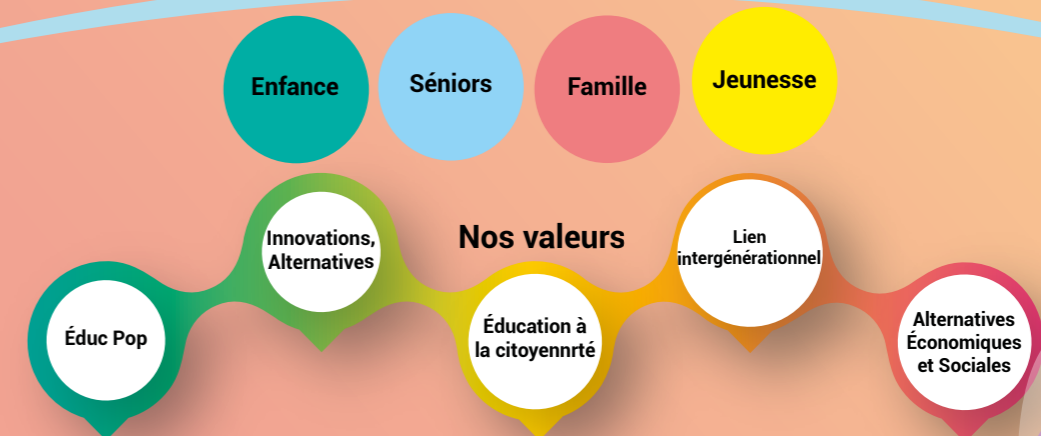 Enfance
Séniors
Famille
Jeunesse
Nos valeurs
Éduc Pop
Innovations,
Alternatives
Éducation à
la citoyennrté
Lien
intergénérationnel
Alternatives
Économiques
et Sociales